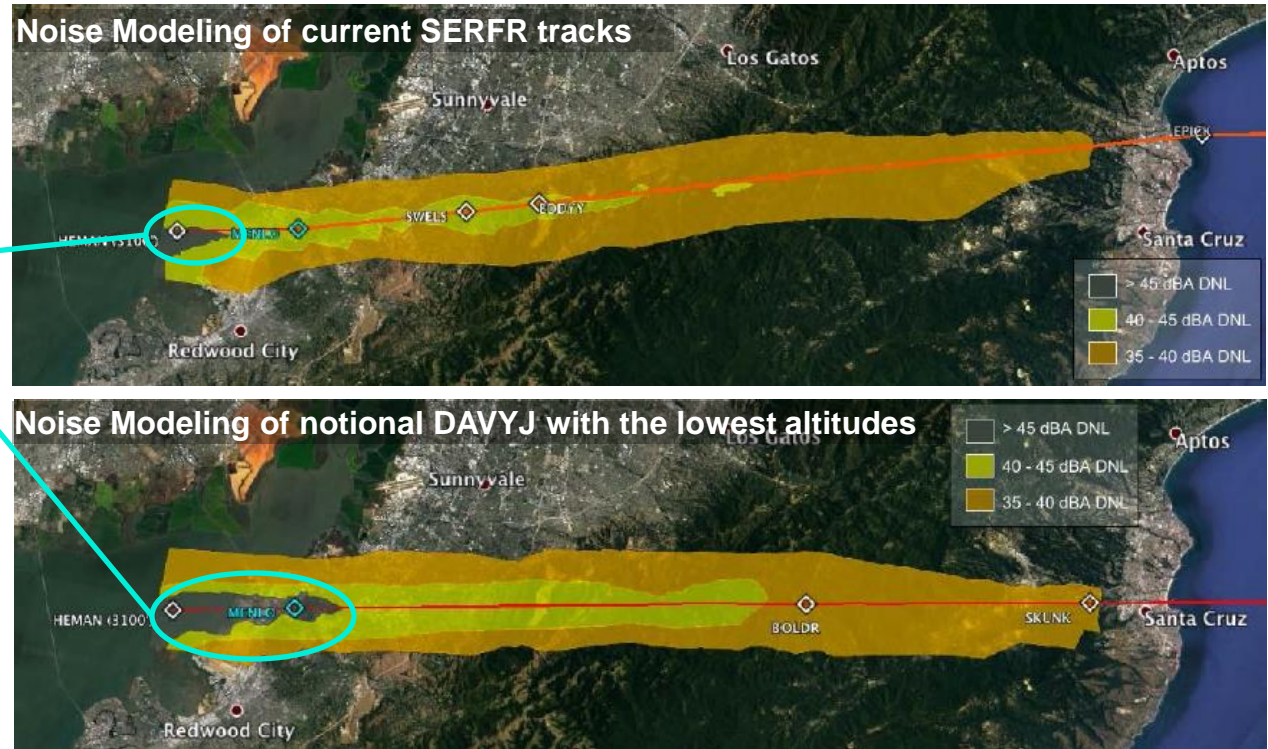 Noise Modeling of current SERFR tracks
Los Gatos
Aptos
Sunnyvale
EPICK
SWELS
EDDYY
HEMAN (3100')
MENLO
Santa Cruz
> 45 dBA DNL
40 - 45 dBA DNL
35 - 40 dBA DNL
Redwood City
Noise Modeling of notional DAVYJ with the lowest altitudes
Los Gatos
> 45 dBA DNL
40 - 45 dBA DNL
35 - 40 dBA DNL
Aptos
Sunnyvale
HEMAN (3100')
MENLO
BOLDR
SKUNK
Santa Cruz
Redwood City